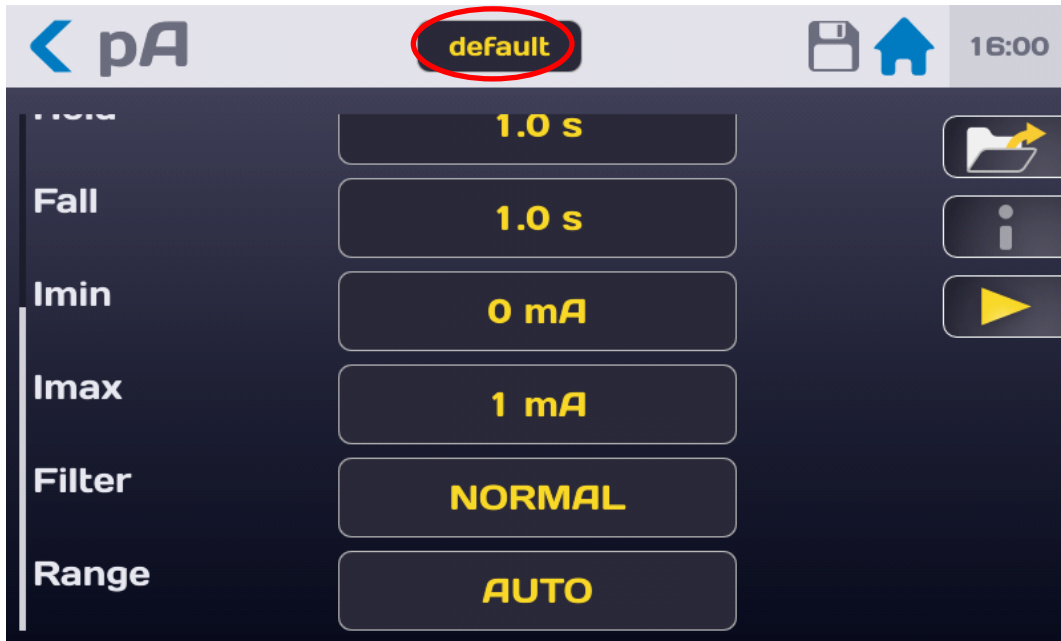 pA
default
16:00
1.0 s
Fall
1.0 s
Imin
0 mA
Imax
1 mA
Filter
NORMAL
Range
AUTO